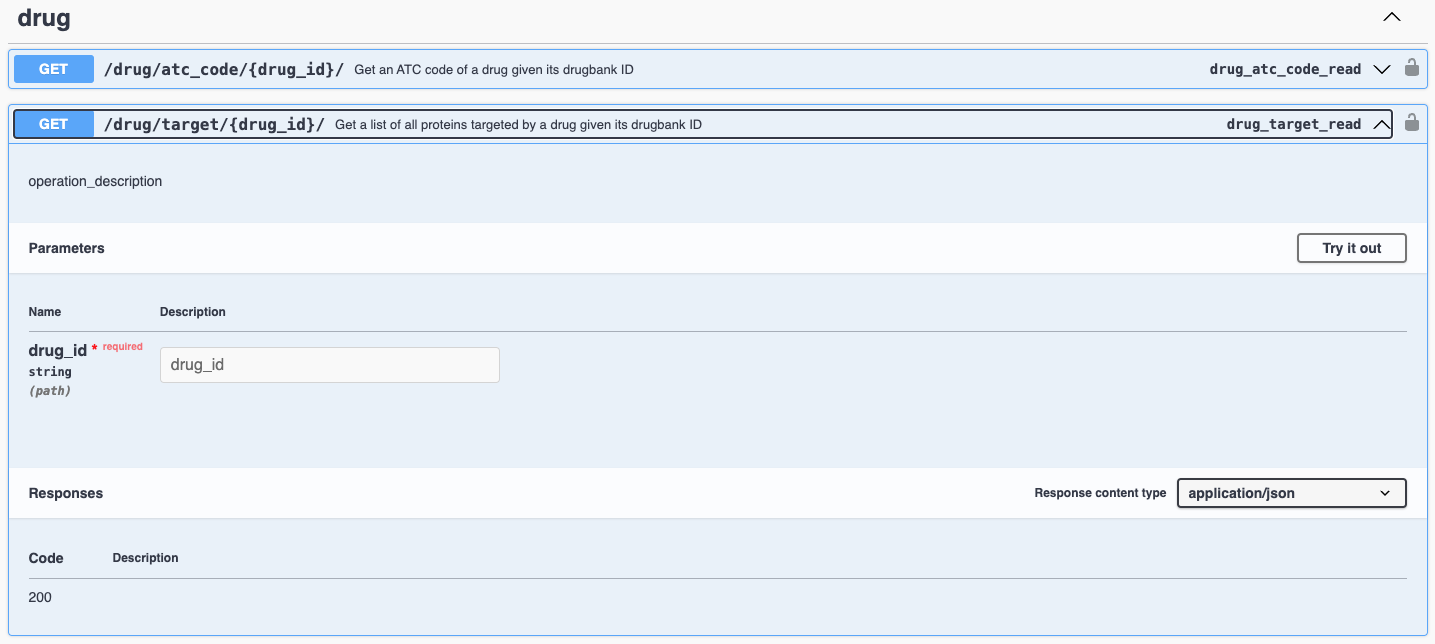 drug
GET /drug/atc_code/{drug_id}/ Get an ATC code of a drug given its drugbank ID drug_atc_code_read
GET /drug/target/{drug_id}/ Get a list of all proteins targeted by a drug given its drugbank ID drug_target_read
operation_description
Parameters Try it out
Name Description
drug_id * required drug_id
string
(path)
Responses Response content type application/json
Code Description
200